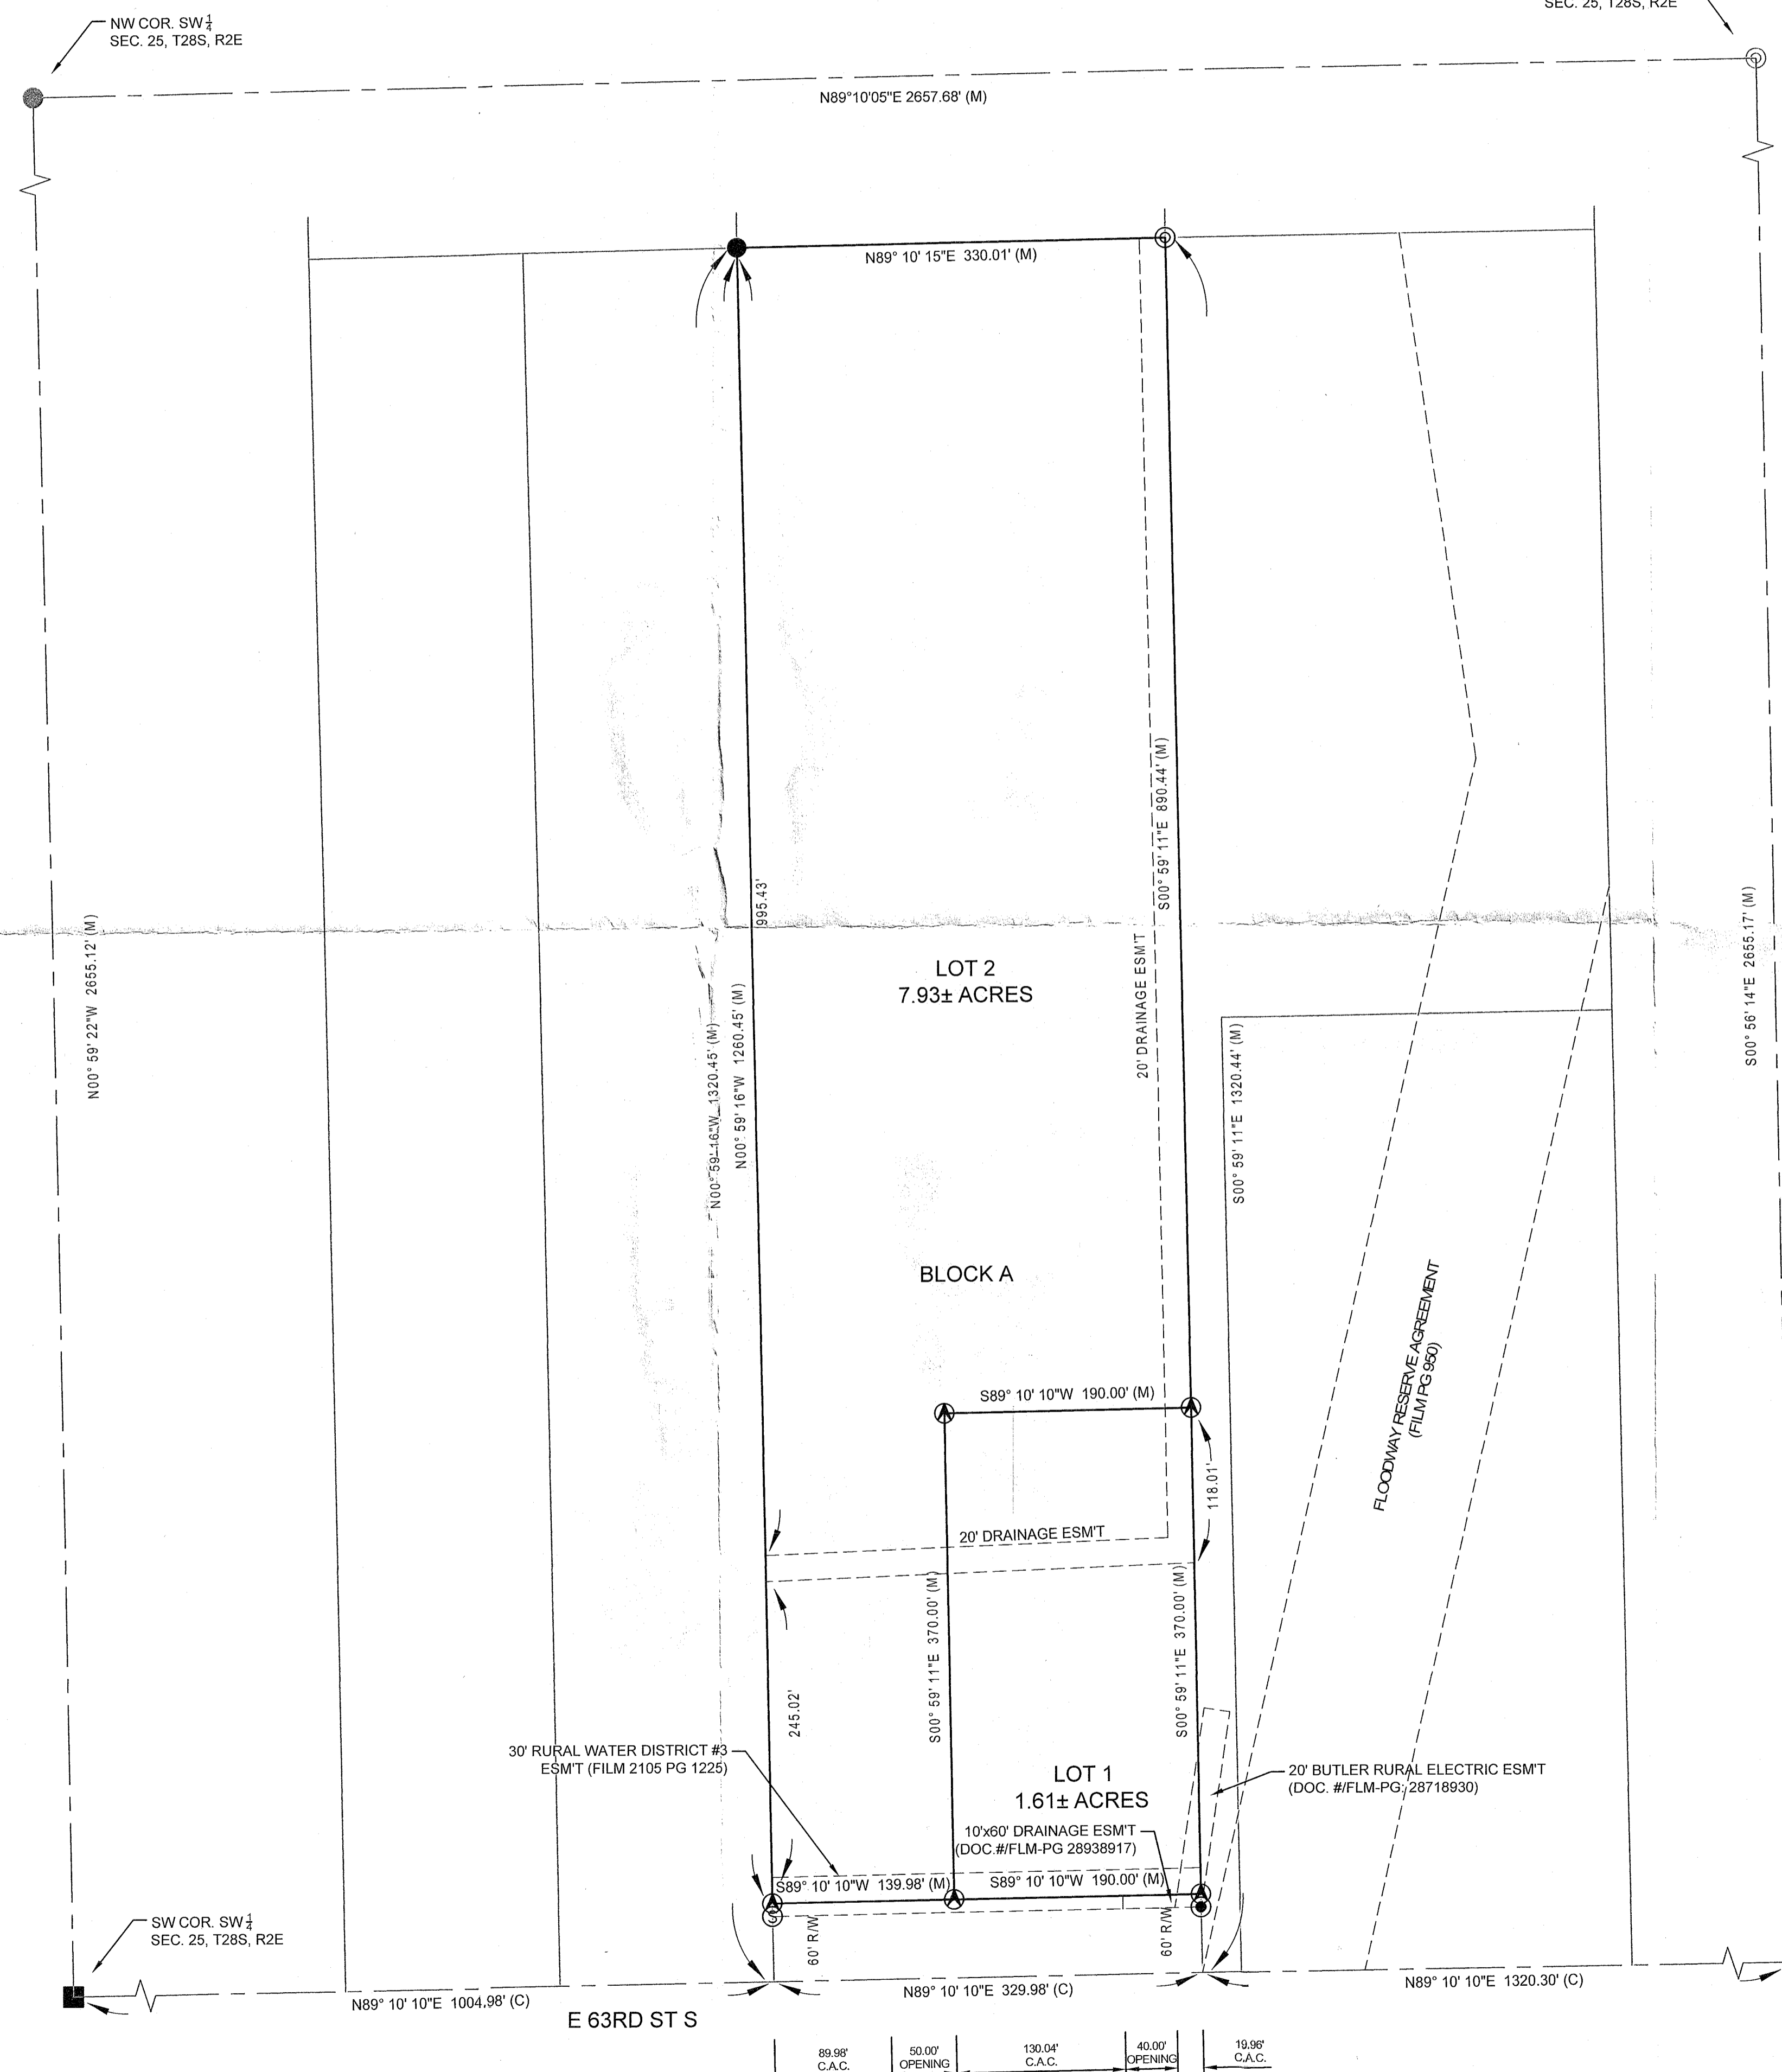 NW COR. SW 1/4
SEC. 25, T28S, R2E
SEC. 25, T28S, R2E
N89°10'05"E 2657.68' (M)
N89° 10' 15"E 330.01' (M)
N00° 59' 22"W 2655.12' (M)
S00° 56' 14"E 2655.17' (M)
995.43'
S00° 59' 11"E 890.44' (M)
20' DRAINAGE ESM'T
LOT 2
7.93± ACRES
N00° 59' 16"W 1320.45' (M)
N00° 59' 16"W 1260.45' (M)
S00° 59' 11"E 1320.44' (M)
BLOCK A
FLOODWAY RESERVE AGREEMENT
(FILM PG 950)
S89° 10' 10"W 190.00' (M)
118.01'
20' DRAINAGE ESM'T
S00° 59' 11"E 370.00' (M)
S00° 59' 11"E 370.00' (M)
245.02'
30' RURAL WATER DISTRICT #3
ESM'T (FILM 2105 PG 1225)
LOT 1
1.61± ACRES
20' BUTLER RURAL ELECTRIC ESM'T
(DOC. #/FLM-PG: 28718930)
10'x60' DRAINAGE ESM'T
(DOC.#/FLM-PG 28938917)
S89° 10' 10"W 139.98' (M)
S89° 10' 10"W 190.00' (M)
S
SW COR. SW 1/4
SEC. 25, T28S, R2E
60' R/W
60' R/W
N89° 10' 10"E 1004.98' (C)
N89° 10' 10"E 329.98' (C)
N89° 10' 10"E 1320.30' (C)
E 63RD ST S
89.98'
C.A.C.
50.00'
OPENING
130.04'
C.A.C.
40.00'
OPENING
19.96'
C.A.C.